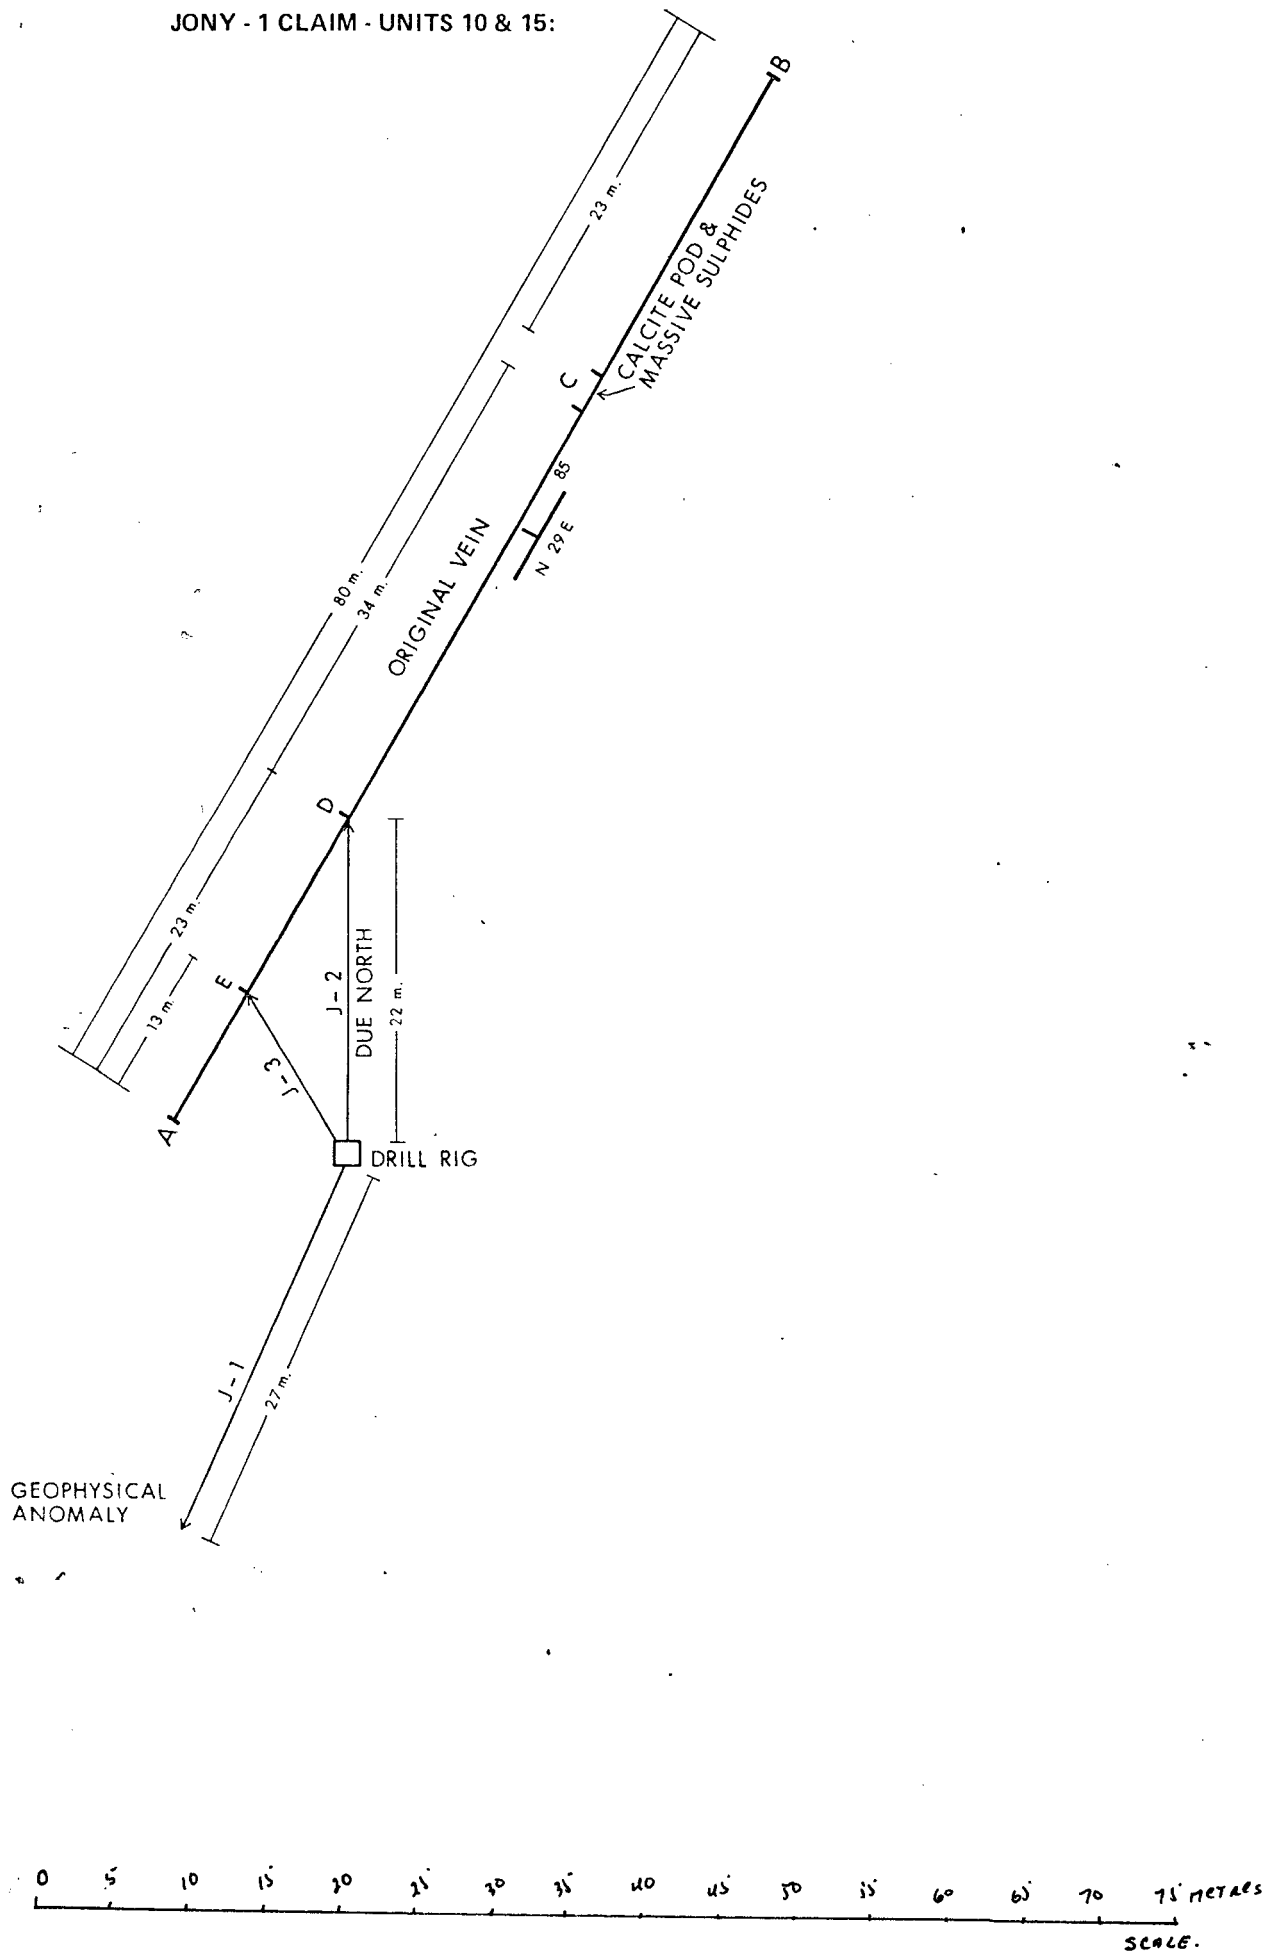 JONY - 1 CLAIM - UNITS 10 & 15:
B
23 m.
CALCITE POD &
MASSIVE SULPHIDES
C
85
N 29 E
ORIGINAL VEIN
80 m.
34 m.
D
23 m.
E
13 m.
J - 2
DUE NORTH
22 m.
J - 3
A
DRILL RIG
J - 1
27 m.
GEOPHYSICAL
ANOMALY
0 5 10 15 20 25 30 35 40 45 50 55 60 65 70 75 METRES
SCALE.